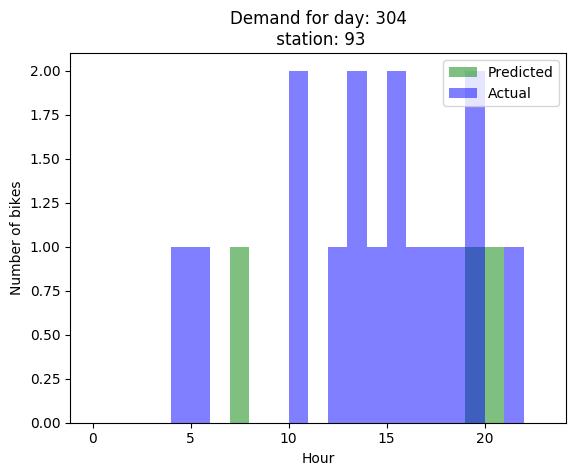 Demand for day: 304
station: 93
Predicted
Actual
Number of bikes
2.00
1.75
1.50
1.25
1.00
0.75
0.50
0.25
0.00
0 5 10 15 20
Hour